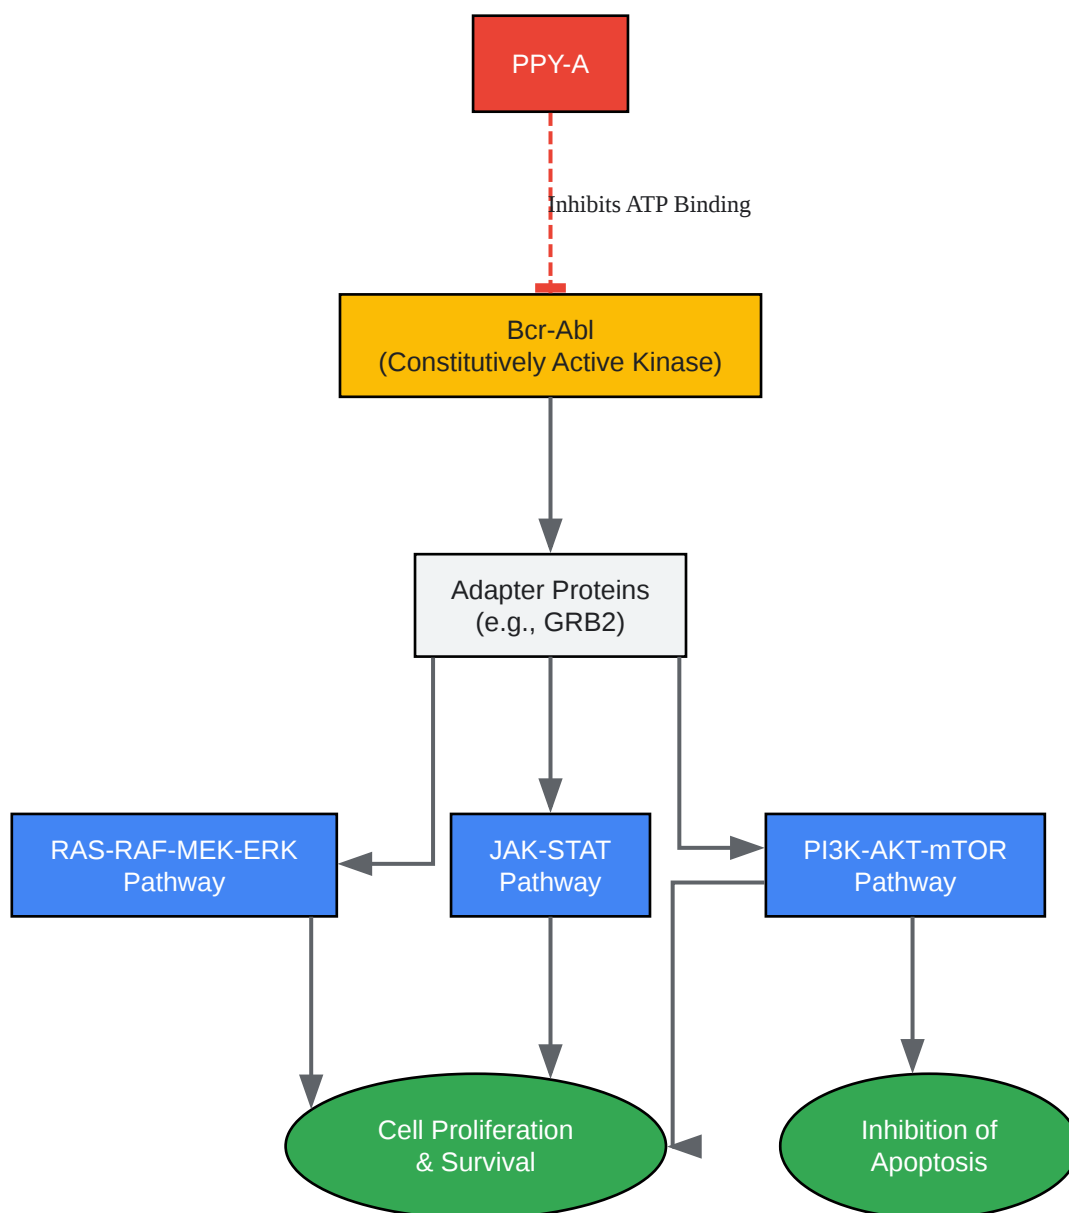 PPY-A
Inhibits ATP Binding
Bcr-Abl
(Constitutively Active Kinase)
Adapter Proteins
(e.g., GRB2)
RAS-RAF-MEK-ERK
Pathway
JAK-STAT
Pathway
PI3K-AKT-mTOR
Pathway
Cell Proliferation
& Survival
Inhibition of
Apoptosis